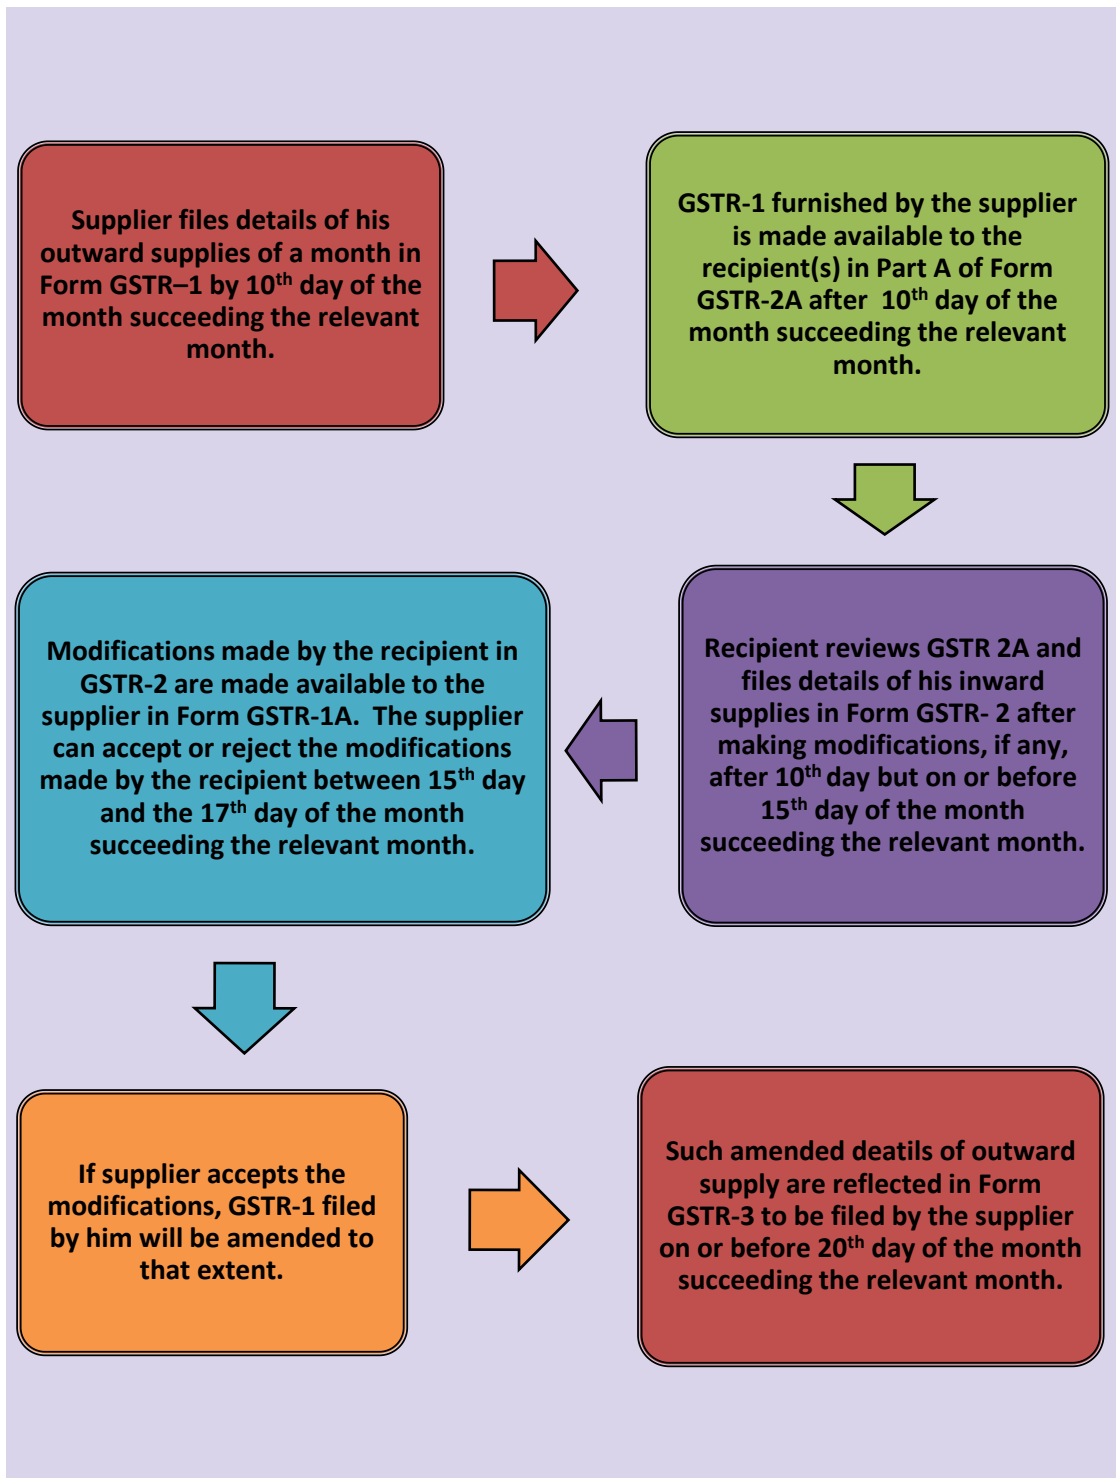 Supplier files details of his
outward supplies of a month in
Form GSTR–1 by 10th day of the
month succeeding the relevant
month.
GSTR-1 furnished by the supplier
is made available to the
recipient(s) in Part A of Form
GSTR-2A after 10th day of the
month succeeding the relevant
month.
Recipient reviews GSTR 2A and
files details of his inward
supplies in Form GSTR- 2 after
making modifications, if any,
after 10th day but on or before
15th day of the month
succeeding the relevant month.
Modifications made by the recipient in
GSTR-2 are made available to the
supplier in Form GSTR-1A. The supplier
can accept or reject the modifications
made by the recipient between 15th day
and the 17th day of the month
succeeding the relevant month.
If supplier accepts the
modifications, GSTR-1 filed
by him will be amended to
that extent.
Such amended deatils of outward
supply are reflected in Form
GSTR-3 to be filed by the supplier
on or before 20th day of the month
succeeding the relevant month.